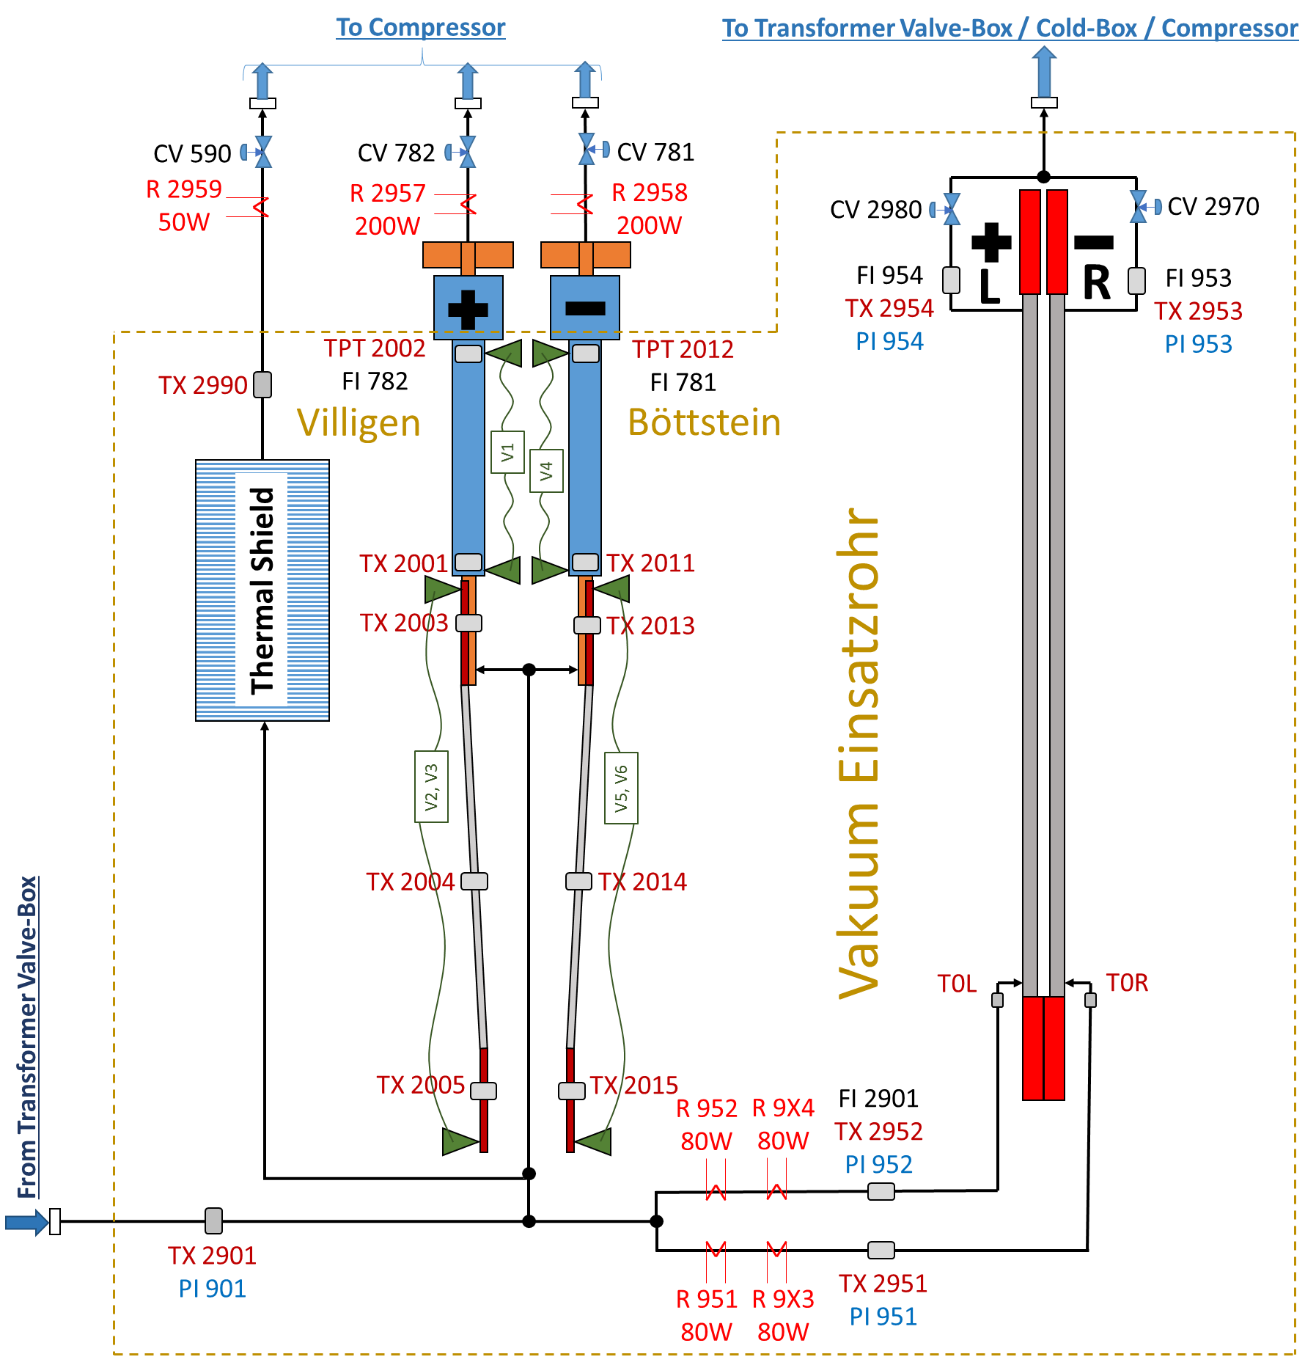 To Compressor
To Transformer Valve-Box / Cold-Box / Compressor
CV 590
CV 782
CV 781
R 2959
50W
R 2957
200W
R 2958
200W
CV 2980
CV 2970
+
−
L
R
FI 954
TX 2954
PI 954
FI 953
TX 2953
PI 953
+
−
TPT 2002
FI 782
TPT 2012
FI 781
TX 2990
Villigen
Böttstein
V1
V4
Thermal Shield
TX 2001
TX 2011
TX 2003
TX 2013
Vakuum Einsatzrohr
V2, V3
V5, V6
TX 2004
TX 2014
From Transformer Valve-Box
T0L
T0R
TX 2005
TX 2015
R 952
80W
R 9X4
80W
FI 2901
TX 2952
PI 952
TX 2901
PI 901
R 951
80W
R 9X3
80W
TX 2951
PI 951